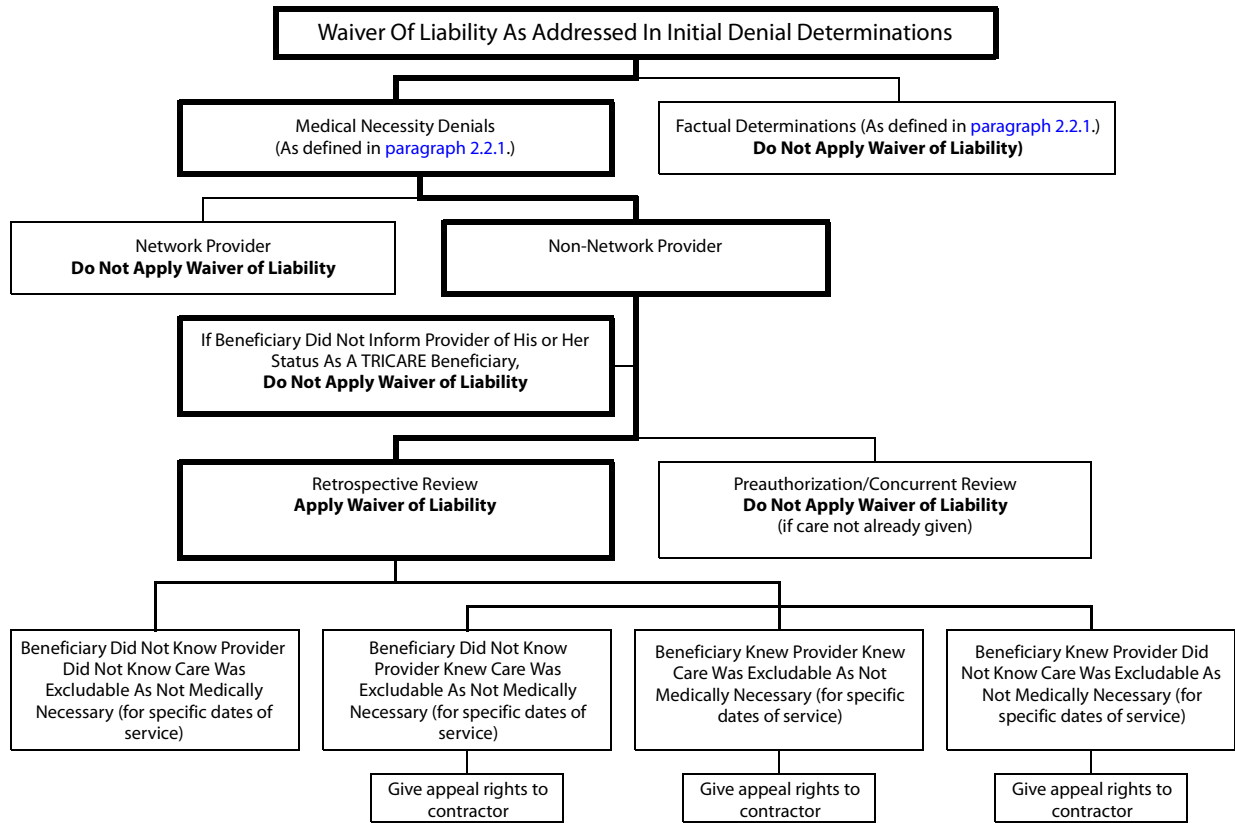 Waiver Of Liability As Addressed In Initial Denial Determinations
Medical Necessity Denials
(As defined in paragraph 2.2.1.)
Factual Determinations (As defined in paragraph 2.2.1.)
Do Not Apply Waiver of Liability)
Network Provider
Do Not Apply Waiver of Liability
Non-Network Provider
If Beneficiary Did Not Inform Provider of His or Her
Status As A TRICARE Beneficiary,
Do Not Apply Waiver of Liability
Retrospective Review
Apply Waiver of Liability
Preauthorization/Concurrent Review
Do Not Apply Waiver of Liability
(if care not already given)
Beneficiary Did Not Know Provider
Did Not Know Care Was
Excludable As Not Medically
Necessary (for specific dates of
service)
Beneficiary Did Not Know
Provider Knew Care Was
Excludable As Not Medically
Necessary (for specific dates of
service)
Beneficiary Knew Provider Knew
Care Was Excludable As Not
Medically Necessary (for specific
dates of service)
Beneficiary Knew Provider Did
Not Know Care Was Excludable As
Not Medically Necessary (for
specific dates of service)
Give appeal rights to
contractor
Give appeal rights to
contractor
Give appeal rights to
contractor